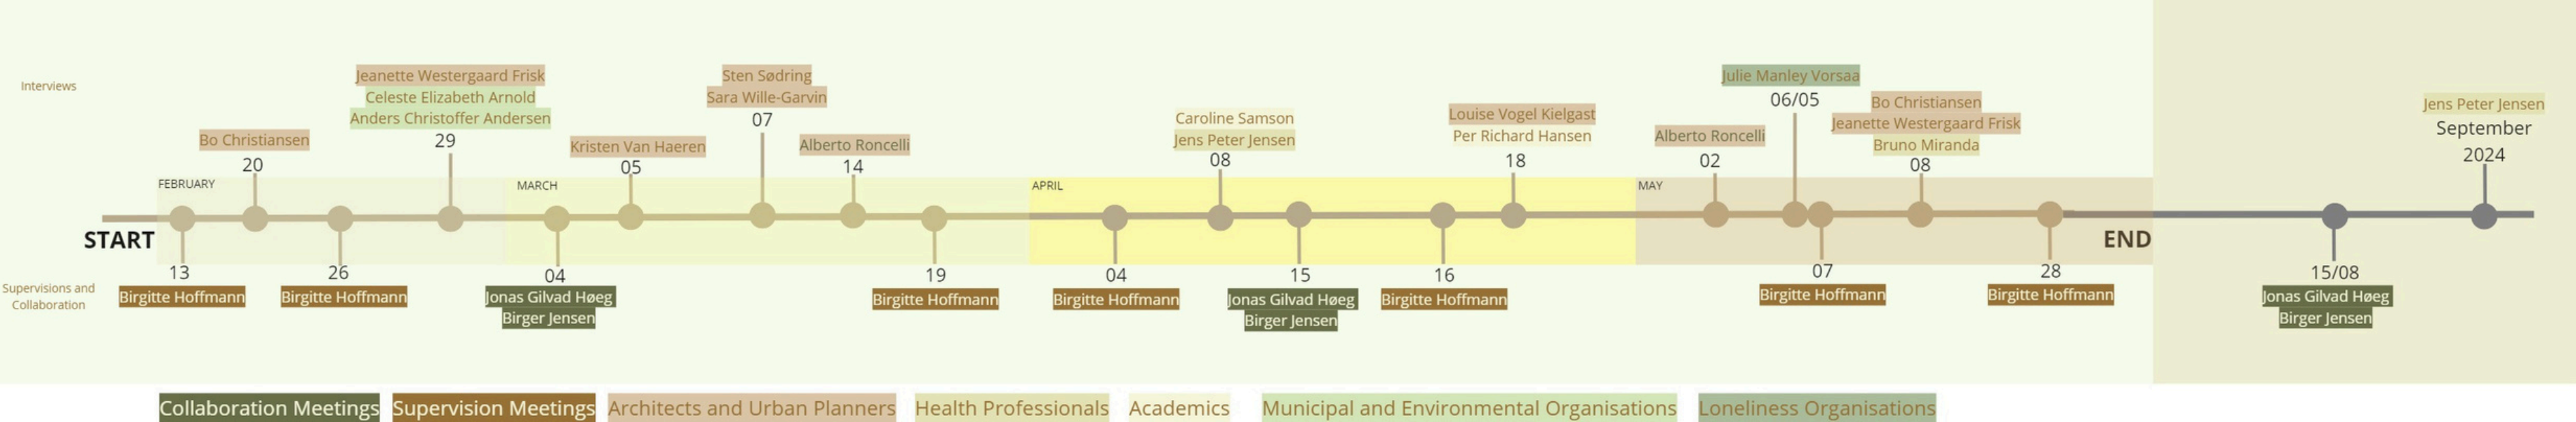 Interviews
Bo Christiansen
20
Jeanette Westergaard Frisk
Celeste Elizabeth Arnold
Anders Christoffer Andersen
29
Kristen Van Haeren
05
Sten Sødring
Sara Wille-Garvin
07
Alberto Roncelli
14
Caroline Samson
Jens Peter Jensen
08
Louise Vogel Kielgast
Per Richard Hansen
18
Alberto Roncelli
02
Julie Manley Vorsaa
06/05
Bo Christiansen
Jeanette Westergaard Frisk
Bruno Miranda
08
Jens Peter Jensen
September
2024
FEBRUARY
MARCH
APRIL
MAY
START
END
Supervisions and
Collaboration
13
Birgitte Hoffmann
26
Birgitte Hoffmann
04
Jonas Gilvad Høeg
Birger Jensen
19
Birgitte Hoffmann
04
Birgitte Hoffmann
15
Jonas Gilvad Høeg
Birger Jensen
16
Birgitte Hoffmann
07
Birgitte Hoffmann
28
Birgitte Hoffmann
15/08
Jonas Gilvad Høeg
Birger Jensen
Collaboration Meetings
Supervision Meetings
Architects and Urban Planners
Health Professionals
Academics
Municipal and Environmental Organisations
Loneliness Organisations